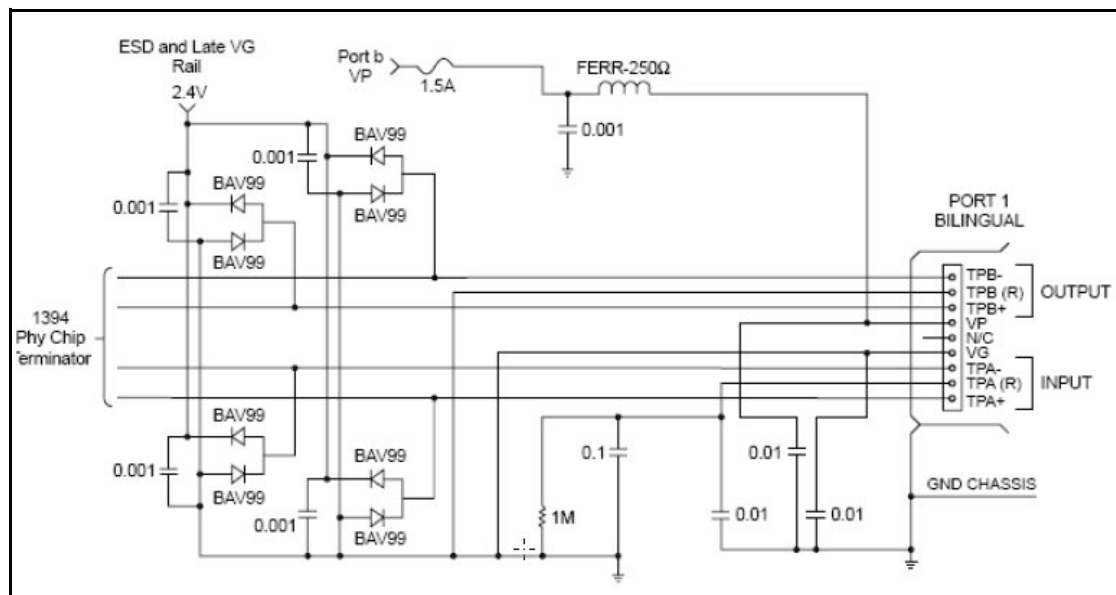 ESD and Late VG
Rail
2.4V
Port b
VP
1.5A
FERR-250Ω
0.001
BAV99
0.001
BAV99
BAV99
0.001
BAV99
PORT 1
BILINGUAL
TPB-
TPB (R)
TPB+
OUTPUT
VP
N/C
VG
TPA-
TPA (R)
TPA+
INPUT
1394
Phy Chip
Terminator
BAV99
0.001
BAV99
BAV99
0.001
BAV99
0.1
1M
0.01
0.01
0.01
GND CHASSIS